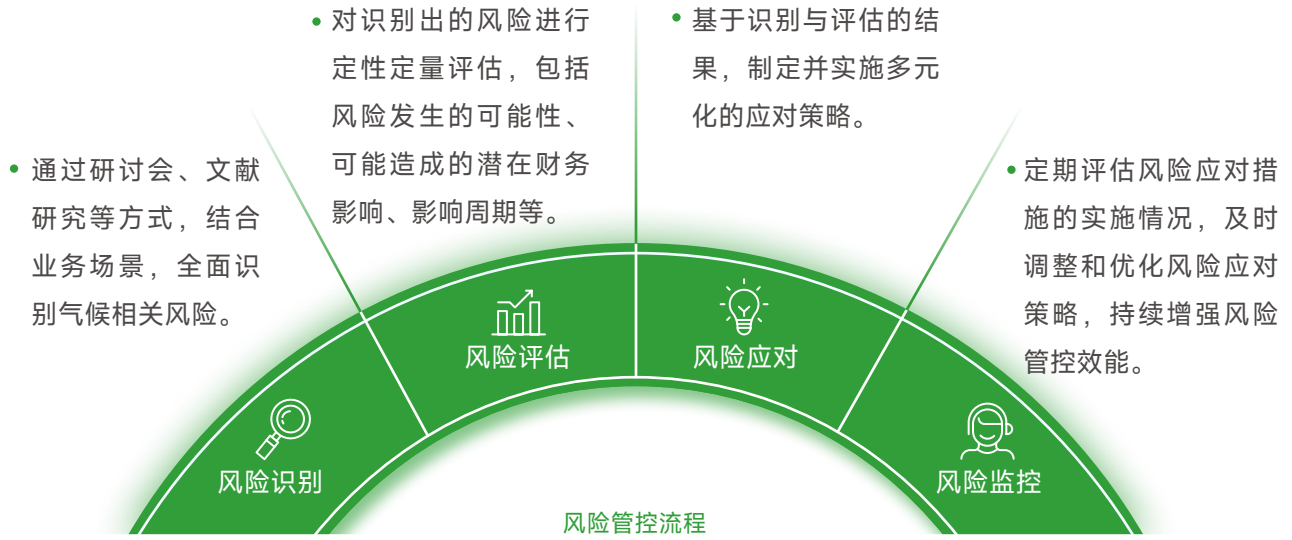 通过研讨会、文献
研究等方式，结合
业务场景，全面识
别气候相关风险。
风险识别
对识别出的风险进行
定性定量评估，包括
风险发生的可能性、
可能造成的潜在财务
影响、影响周期等。
风险评估
基于识别与评估的结
果，制定并实施多元
化的应对策略。
风险应对
定期评估风险应对措
施的实施情况，及时
调整和优化风险应对
策略，持续增强风险
管控效能。
风险监控
风险管控流程